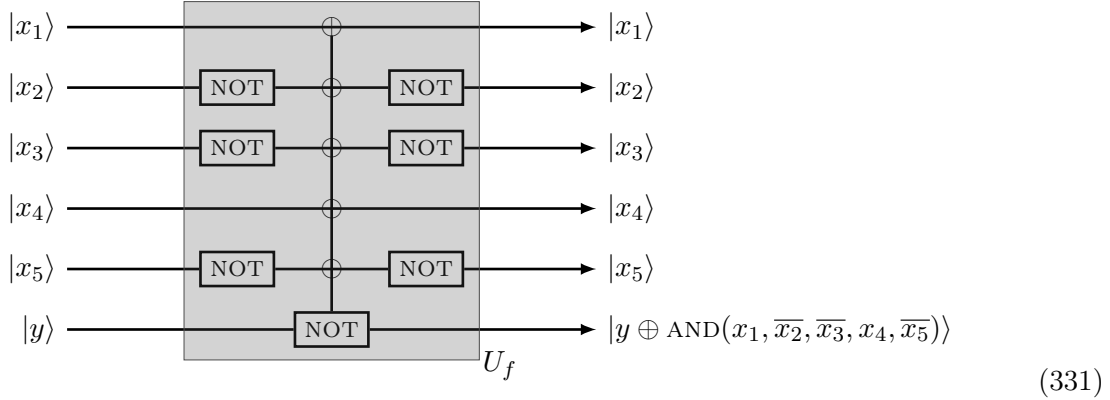 |x₁⟩ |x₁⟩
|x₂⟩ NOT NOT |x₂⟩
|x₃⟩ NOT NOT |x₃⟩
|x₄⟩ |x₄⟩
|x₅⟩ NOT NOT |x₅⟩
|y⟩ NOT |y ⊕ AND(x₁, x̅₂, x̅₃, x₄, x̅₅)⟩
U_f
(331)